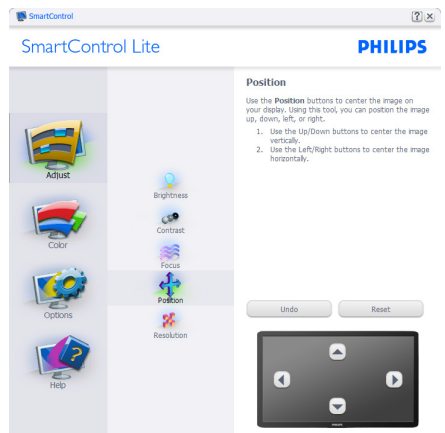 SmartControl
SmartControl Lite
PHILIPS
Adjust
Color
Options
Help
Brightness
Contrast
Focus
Position
Resolution
Position
Use the Position buttons to center the image on
your display. Using this tool, you can position the image
up, down, left, or right.
1. Use the Up/Down buttons to center the image
vertically.
2. Use the Left/Right buttons to center the image
horizontally.
Undo
Reset
PHILIPS